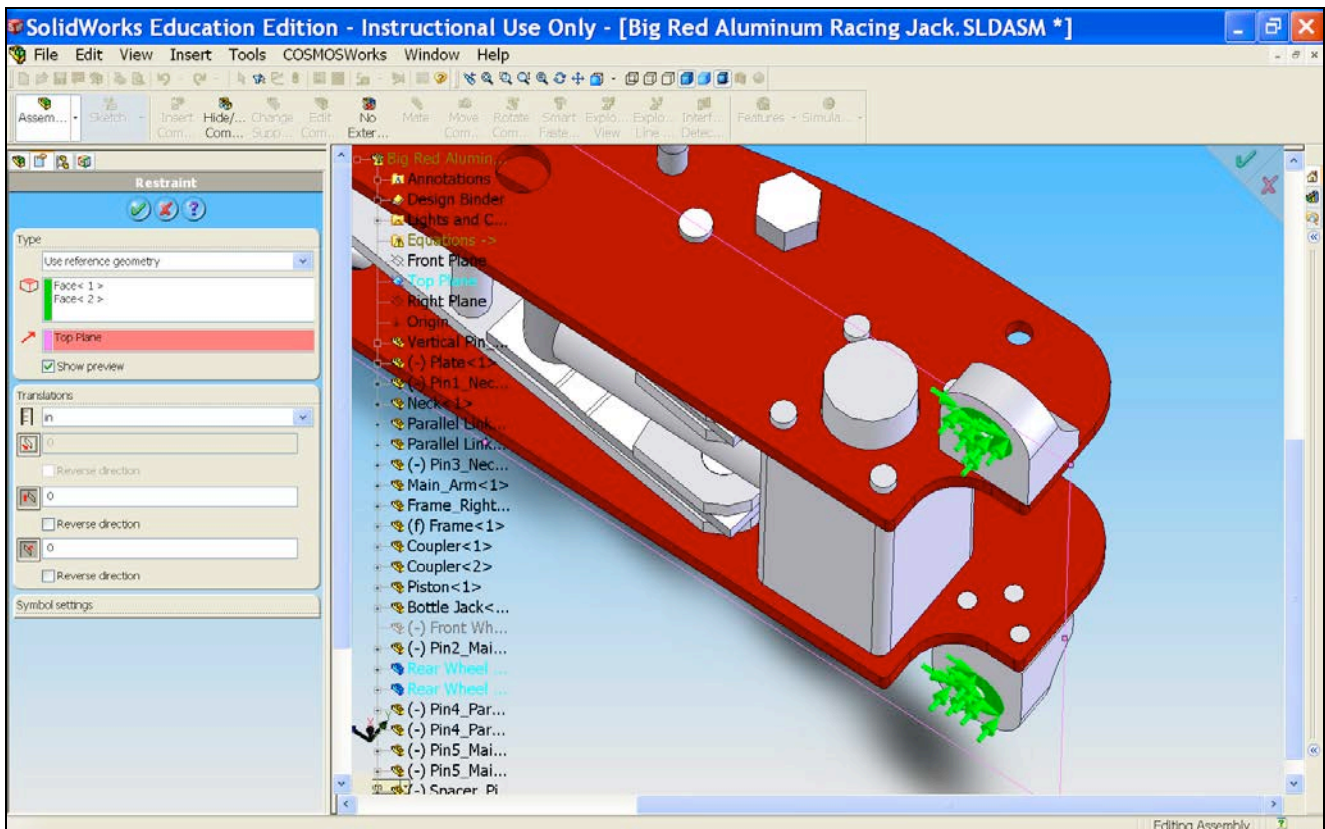 SolidWorks Education Edition - Instructional Use Only - [Big Red Aluminum Racing Jack.SLDASM *]
File Edit View Insert Tools COSMOSWorks Window Help
Assem... Sketch Insert Hide/... Change Edit No Mate Move Rotate Smart Explo... Explo... Interf... Features Simula...
Com... Com... Supp... Com... Exter... Com... Com... Faste... View Line ... Detec...
Restraint
Type
Use reference geometry
Face< 1 >
Face< 2 >
Top Plane
Show preview
Translations
in
0
Reverse direction
0
Reverse direction
0
Reverse direction
Symbol settings
Big Red Alumin...
Annotations
Design Binder
Lights and C...
Equations ->
Front Plane
Top Plane
Right Plane
Origin
Vertical Pin_...
(-) Plate<1>
(-) Pin1_Nec...
Neck<1>
Parallel Link...
Parallel Link...
(-) Pin3_Nec...
Main_Arm<1>
Frame_Right...
(f) Frame<1>
Coupler<1>
Coupler<2>
Piston<1>
Bottle Jack<...
(-) Front Wh...
(-) Pin2_Mai...
Rear Wheel ...
Rear Wheel ...
(-) Pin4_Par...
(-) Pin4_Par...
(-) Pin5_Mai...
(-) Pin5_Mai...
(-) Spacer_Pi
Editing Assembly